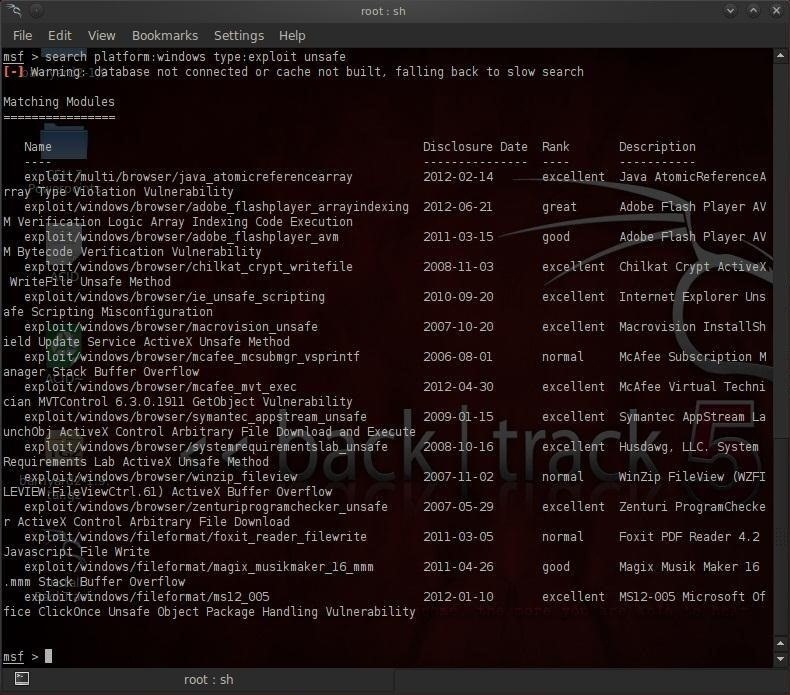 root : sh
File Edit View Bookmarks Settings Help
msf > search platform:windows type:exploit unsafe
[-] Warning: database not connected or cache not built, falling back to slow search
Matching Modules
================
Name Disclosure Date Rank Description
---- --------------- ---- -----------
exploit/multi/browser/java_atomicreferencearray 2012-02-14 excellent Java AtomicReferenceA
rray Type Violation Vulnerability
exploit/windows/browser/adobe_flashplayer_arrayindexing 2012-06-21 great Adobe Flash Player AV
M Verification Logic Array Indexing Code Execution
exploit/windows/browser/adobe_flashplayer_avm 2011-03-15 good Adobe Flash Player AV
M Bytecode Verification Vulnerability
exploit/windows/browser/chilkat_crypt_writefile 2008-11-03 excellent Chilkat Crypt ActiveX
WriteFile Unsafe Method
exploit/windows/browser/ie_unsafe_scripting 2010-09-20 excellent Internet Explorer Uns
afe Scripting Misconfiguration
exploit/windows/browser/macrovision_unsafe 2007-10-20 excellent Macrovision InstallSh
ield Update Service ActiveX Unsafe Method
exploit/windows/browser/mcafee_mcsubmgr_vsprintf 2006-08-01 normal McAfee Subscription M
anager Stack Buffer Overflow
exploit/windows/browser/mcafee_mvt_exec 2012-04-30 excellent McAfee Virtual Techni
cian MVTControl 6.3.0.1911 GetObject Vulnerability
exploit/windows/browser/symantec_appstream_unsafe 2009-01-15 excellent Symantec AppStream La
unchObj ActiveX Control Arbitrary File Download and Execute
exploit/windows/browser/systemrequirementslab_unsafe 2008-10-16 excellent Husdawg, LLC. System
Requirements Lab ActiveX Unsafe Method
exploit/windows/browser/winzip_fileview 2007-11-02 normal WinZip FileView (WZFI
LEVIEW.FileViewCtrl.61) ActiveX Buffer Overflow
exploit/windows/browser/zenturiprogramchecker_unsafe 2007-05-29 excellent Zenturi ProgramChecke
r ActiveX Control Arbitrary File Download
exploit/windows/fileformat/foxit_reader_filewrite 2011-03-05 normal Foxit PDF Reader 4.2
Javascript File Write
exploit/windows/fileformat/magix_musikmaker_16_mmm 2011-04-26 good Magix Musik Maker 16
.mmm Stack Buffer Overflow
exploit/windows/fileformat/ms12_005 2012-01-10 excellent MS12-005 Microsoft Of
fice ClickOnce Unsafe Object Package Handling Vulnerability
msf >
<< back | track 5
root : sh